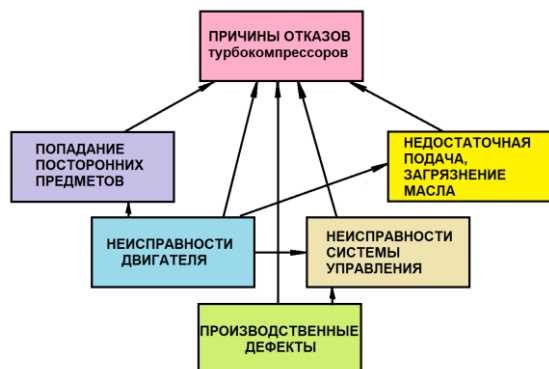 ПРИЧИНЫ ОТКАЗОВ
турбокомпрессоров
ПОПАДАНИЕ
ПОСТОРОННИХ
ПРЕДМЕТОВ
НЕДОСТАТОЧНАЯ
ПОДАЧА,
ЗАГРЯЗНЕНИЕ
МАСЛА
НЕИСПРАВНОСТИ
ДВИГАТЕЛЯ
НЕИСПРАВНОСТИ
СИСТЕМЫ
УПРАВЛЕНИЯ
ПРОИЗВОДСТВЕННЫЕ
ДЕФЕКТЫ